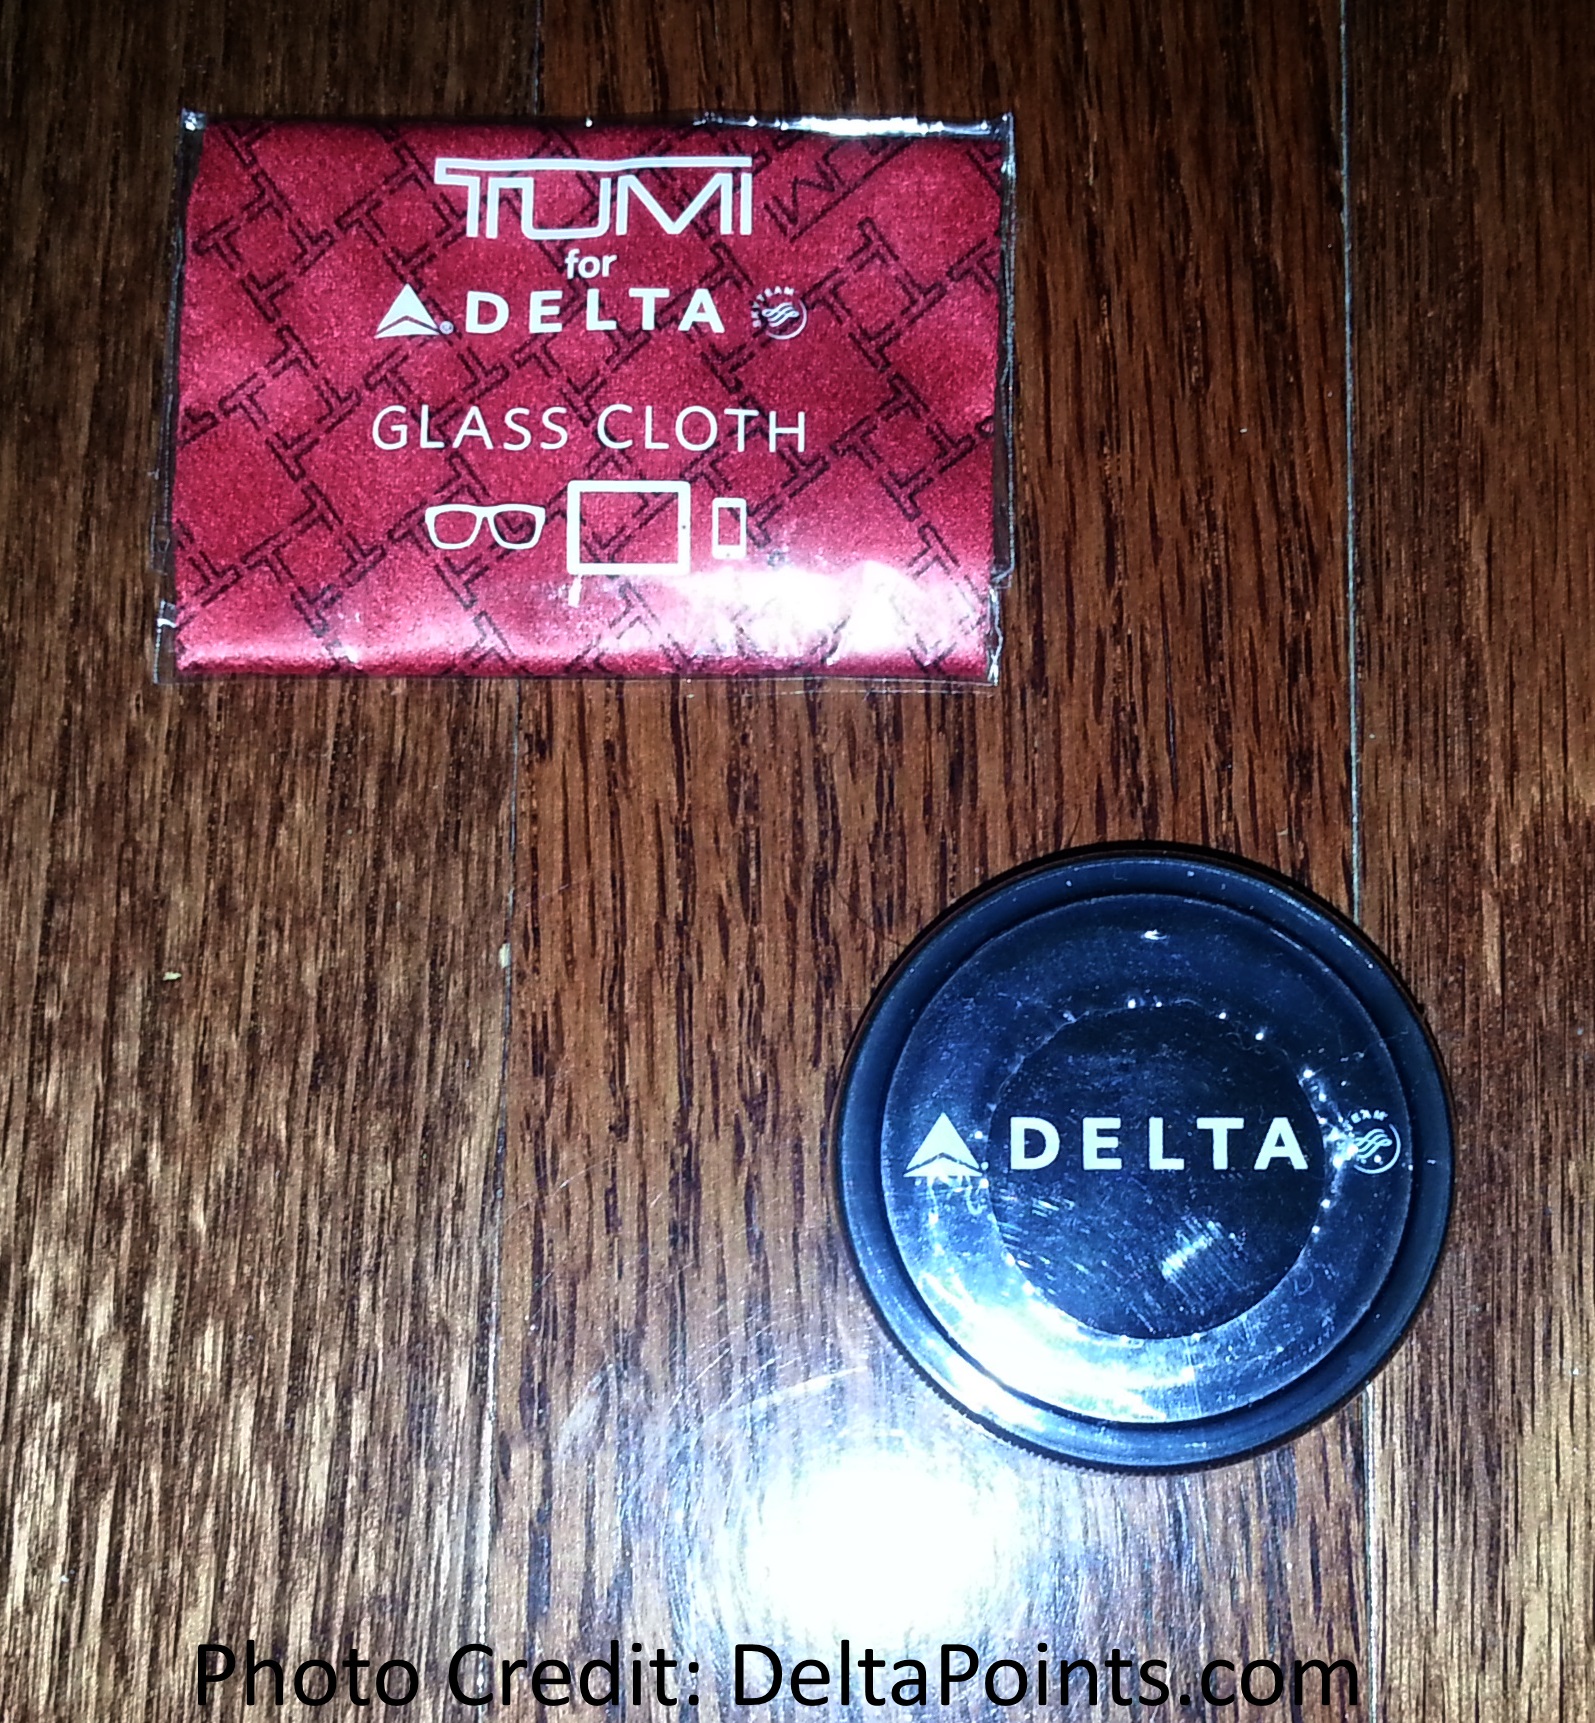 TUMI
for
DELTA
GLASS CLOTH
DELTA
Photo Credit: DeltaPoints.com